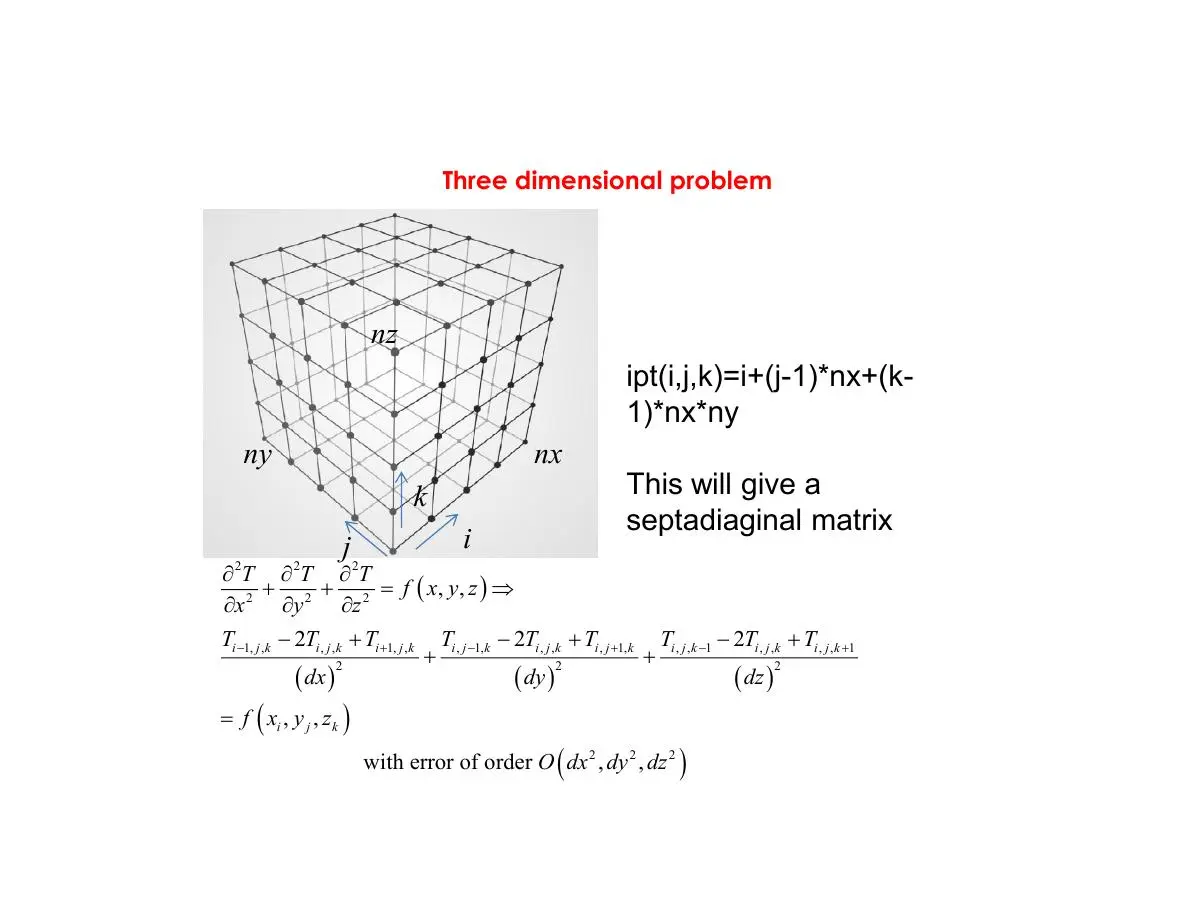 Three dimensional problem
nz
ny
nx
k
j
i
ipt(i,j,k)=i+(j-1)*nx+(k-
1)*nx*ny
This will give a
septadiaginal matrix
∂²T/∂x² + ∂²T/∂y² + ∂²T/∂z² = f(x, y, z) ⇒
(T_{i−1,j,k} − 2T_{i,j,k} + T_{i+1,j,k})/(dx)² + (T_{i,j−1,k} − 2T_{i,j,k} + T_{i,j+1,k})/(dy)² + (T_{i,j,k−1} − 2T_{i,j,k} + T_{i,j,k+1})/(dz)²
= f(x_i, y_j, z_k)
with error of order O(dx², dy², dz²)